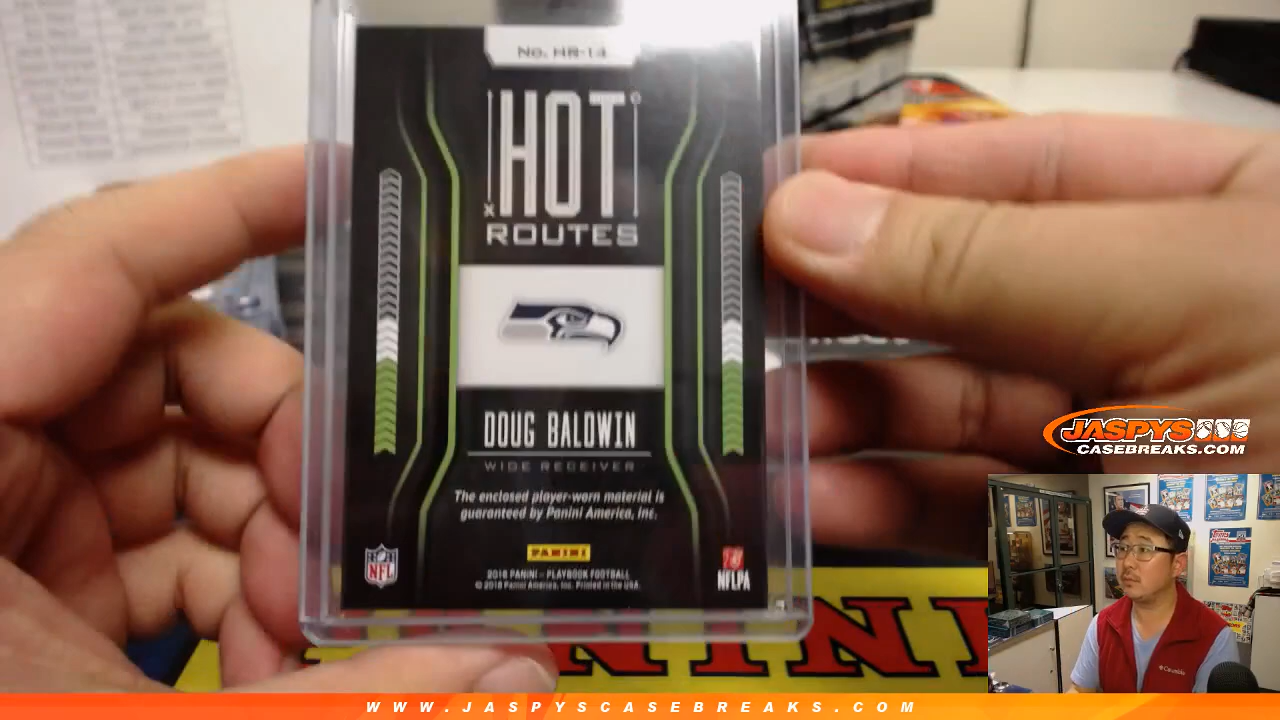 No. HR-14
HOT
ROUTES
DOUG BALDWIN
WIDE RECEIVER
The enclosed player-worn material is
guaranteed by Panini America, Inc.
PANINI
2018 PANINI – PLAYBOOK FOOTBALL
© 2018 Panini America, Inc. Printed in the USA.
NFL
NFLPA
JASPYS
CASEBREAKS.COM
Columbia
WWW.JASPYSCASEBREAKS.COM